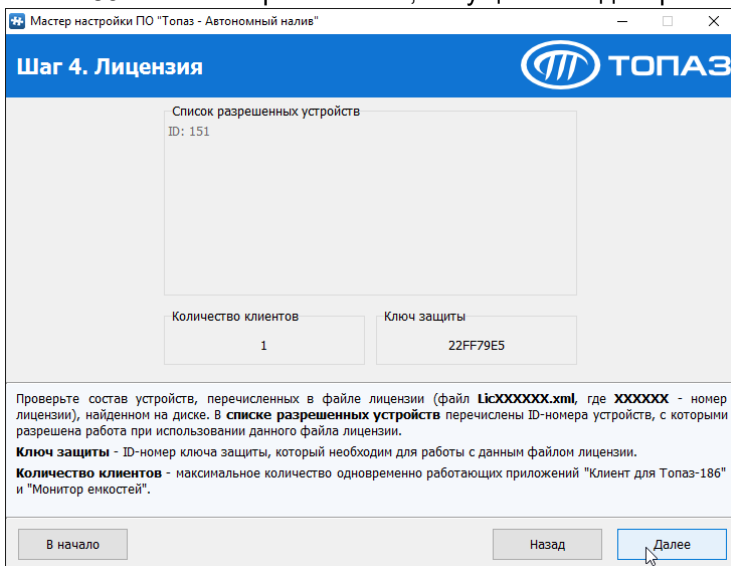 Мастер настройки ПО "Топаз - Автономный налив"
Шаг 4. Лицензия
ТОПАЗ
Список разрешенных устройств
ID: 151
Количество клиентов
Ключ защиты
1
22FF79E5
Проверьте состав устройств, перечисленных в файле лицензии (файл LicXXXXXX.xml, где XXXXXX - номер
лицензии), найденном на диске. В списке разрешенных устройств перечислены ID-номера устройств, с которыми
разрешена работа при использовании данного файла лицензии.
Ключ защиты - ID-номер ключа защиты, который необходим для работы с данным файлом лицензии.
Количество клиентов - максимальное количество одновременно работающих приложений "Клиент для Топаз-186"
и "Монитор емкостей".
В начало
Назад
Далее